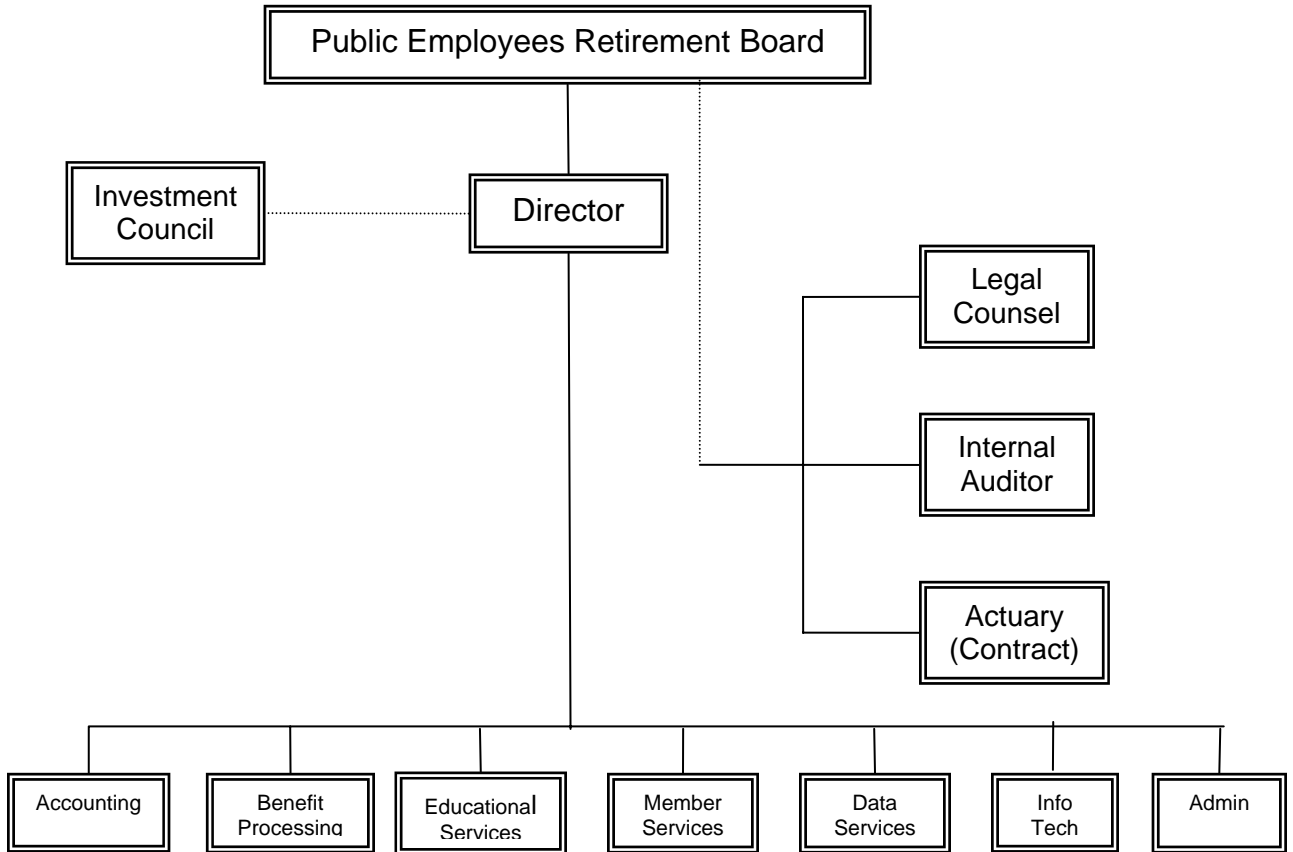 Public Employees Retirement Board
Investment
Council
Director
Legal
Counsel
Internal
Auditor
Actuary
(Contract)
Accounting
Benefit
Processing
Educational
Services
Member
Services
Data
Services
Info
Tech
Admin